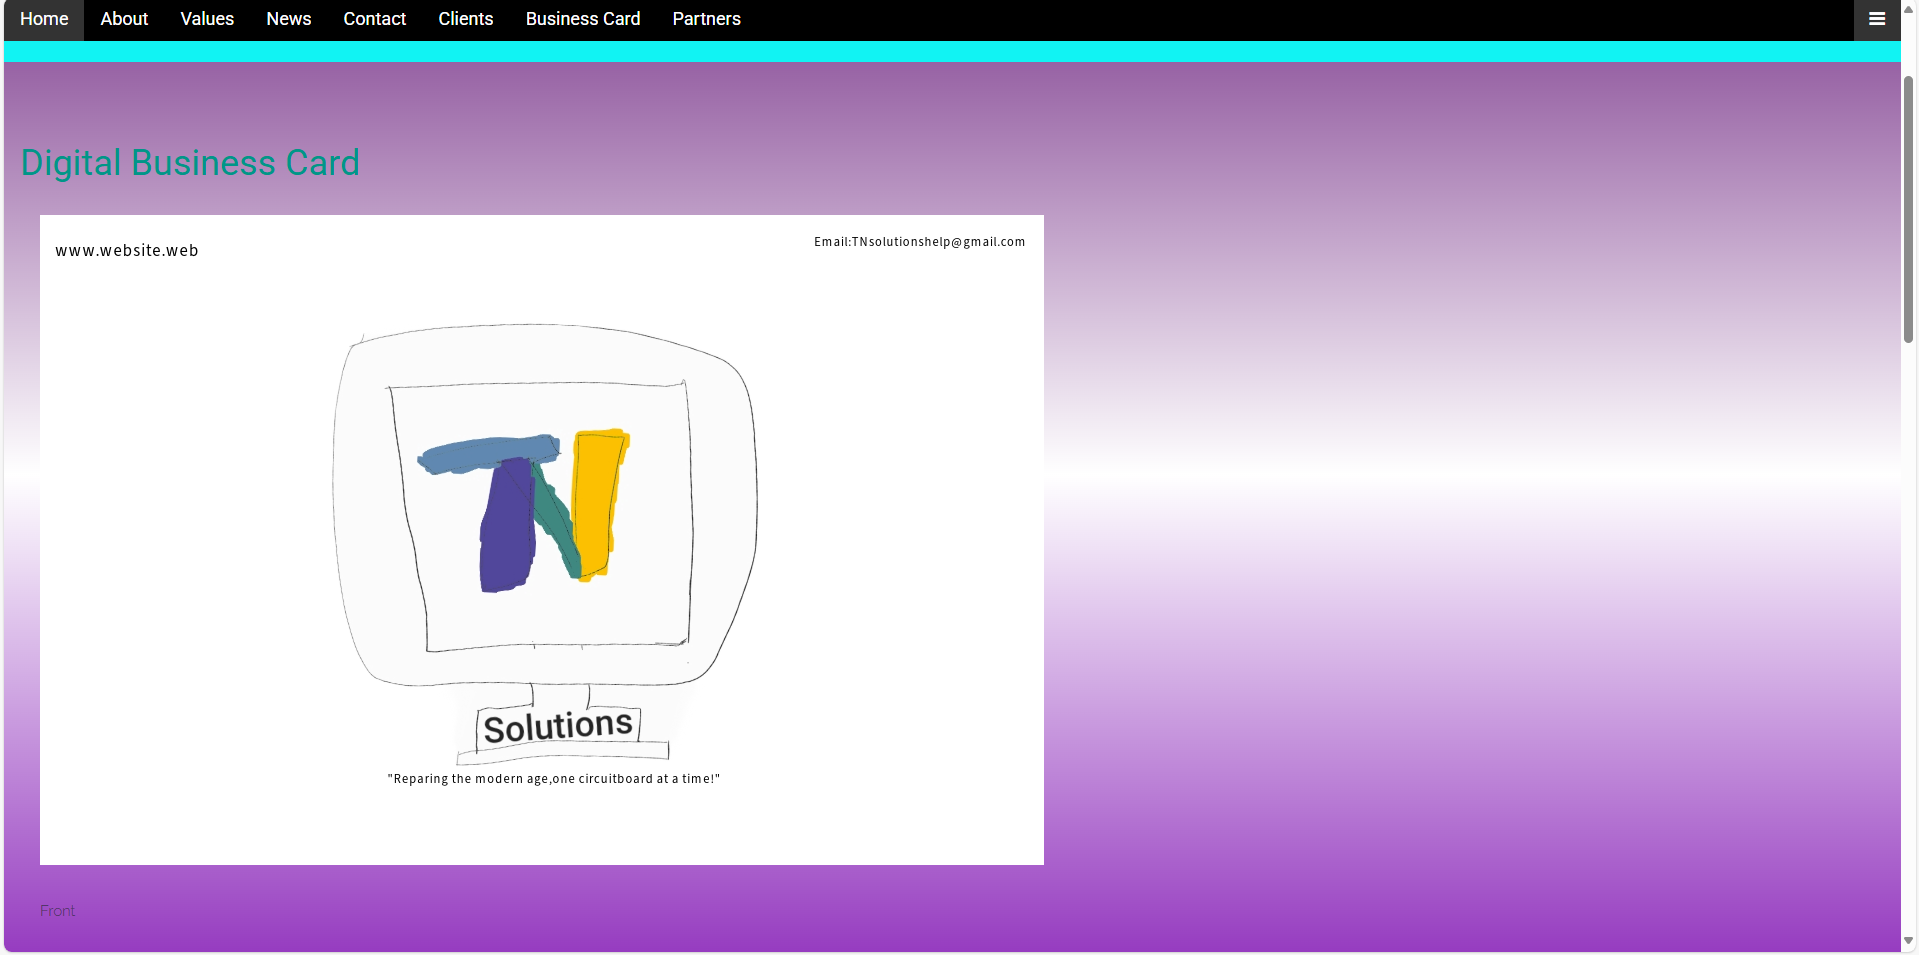 Home About Values News Contact Clients Business Card Partners
Digital Business Card
www.website.web
Email:TNsolutionshelp@gmail.com
TN
Solutions
"Reparing the modern age,one circuitboard at a time!"
Front